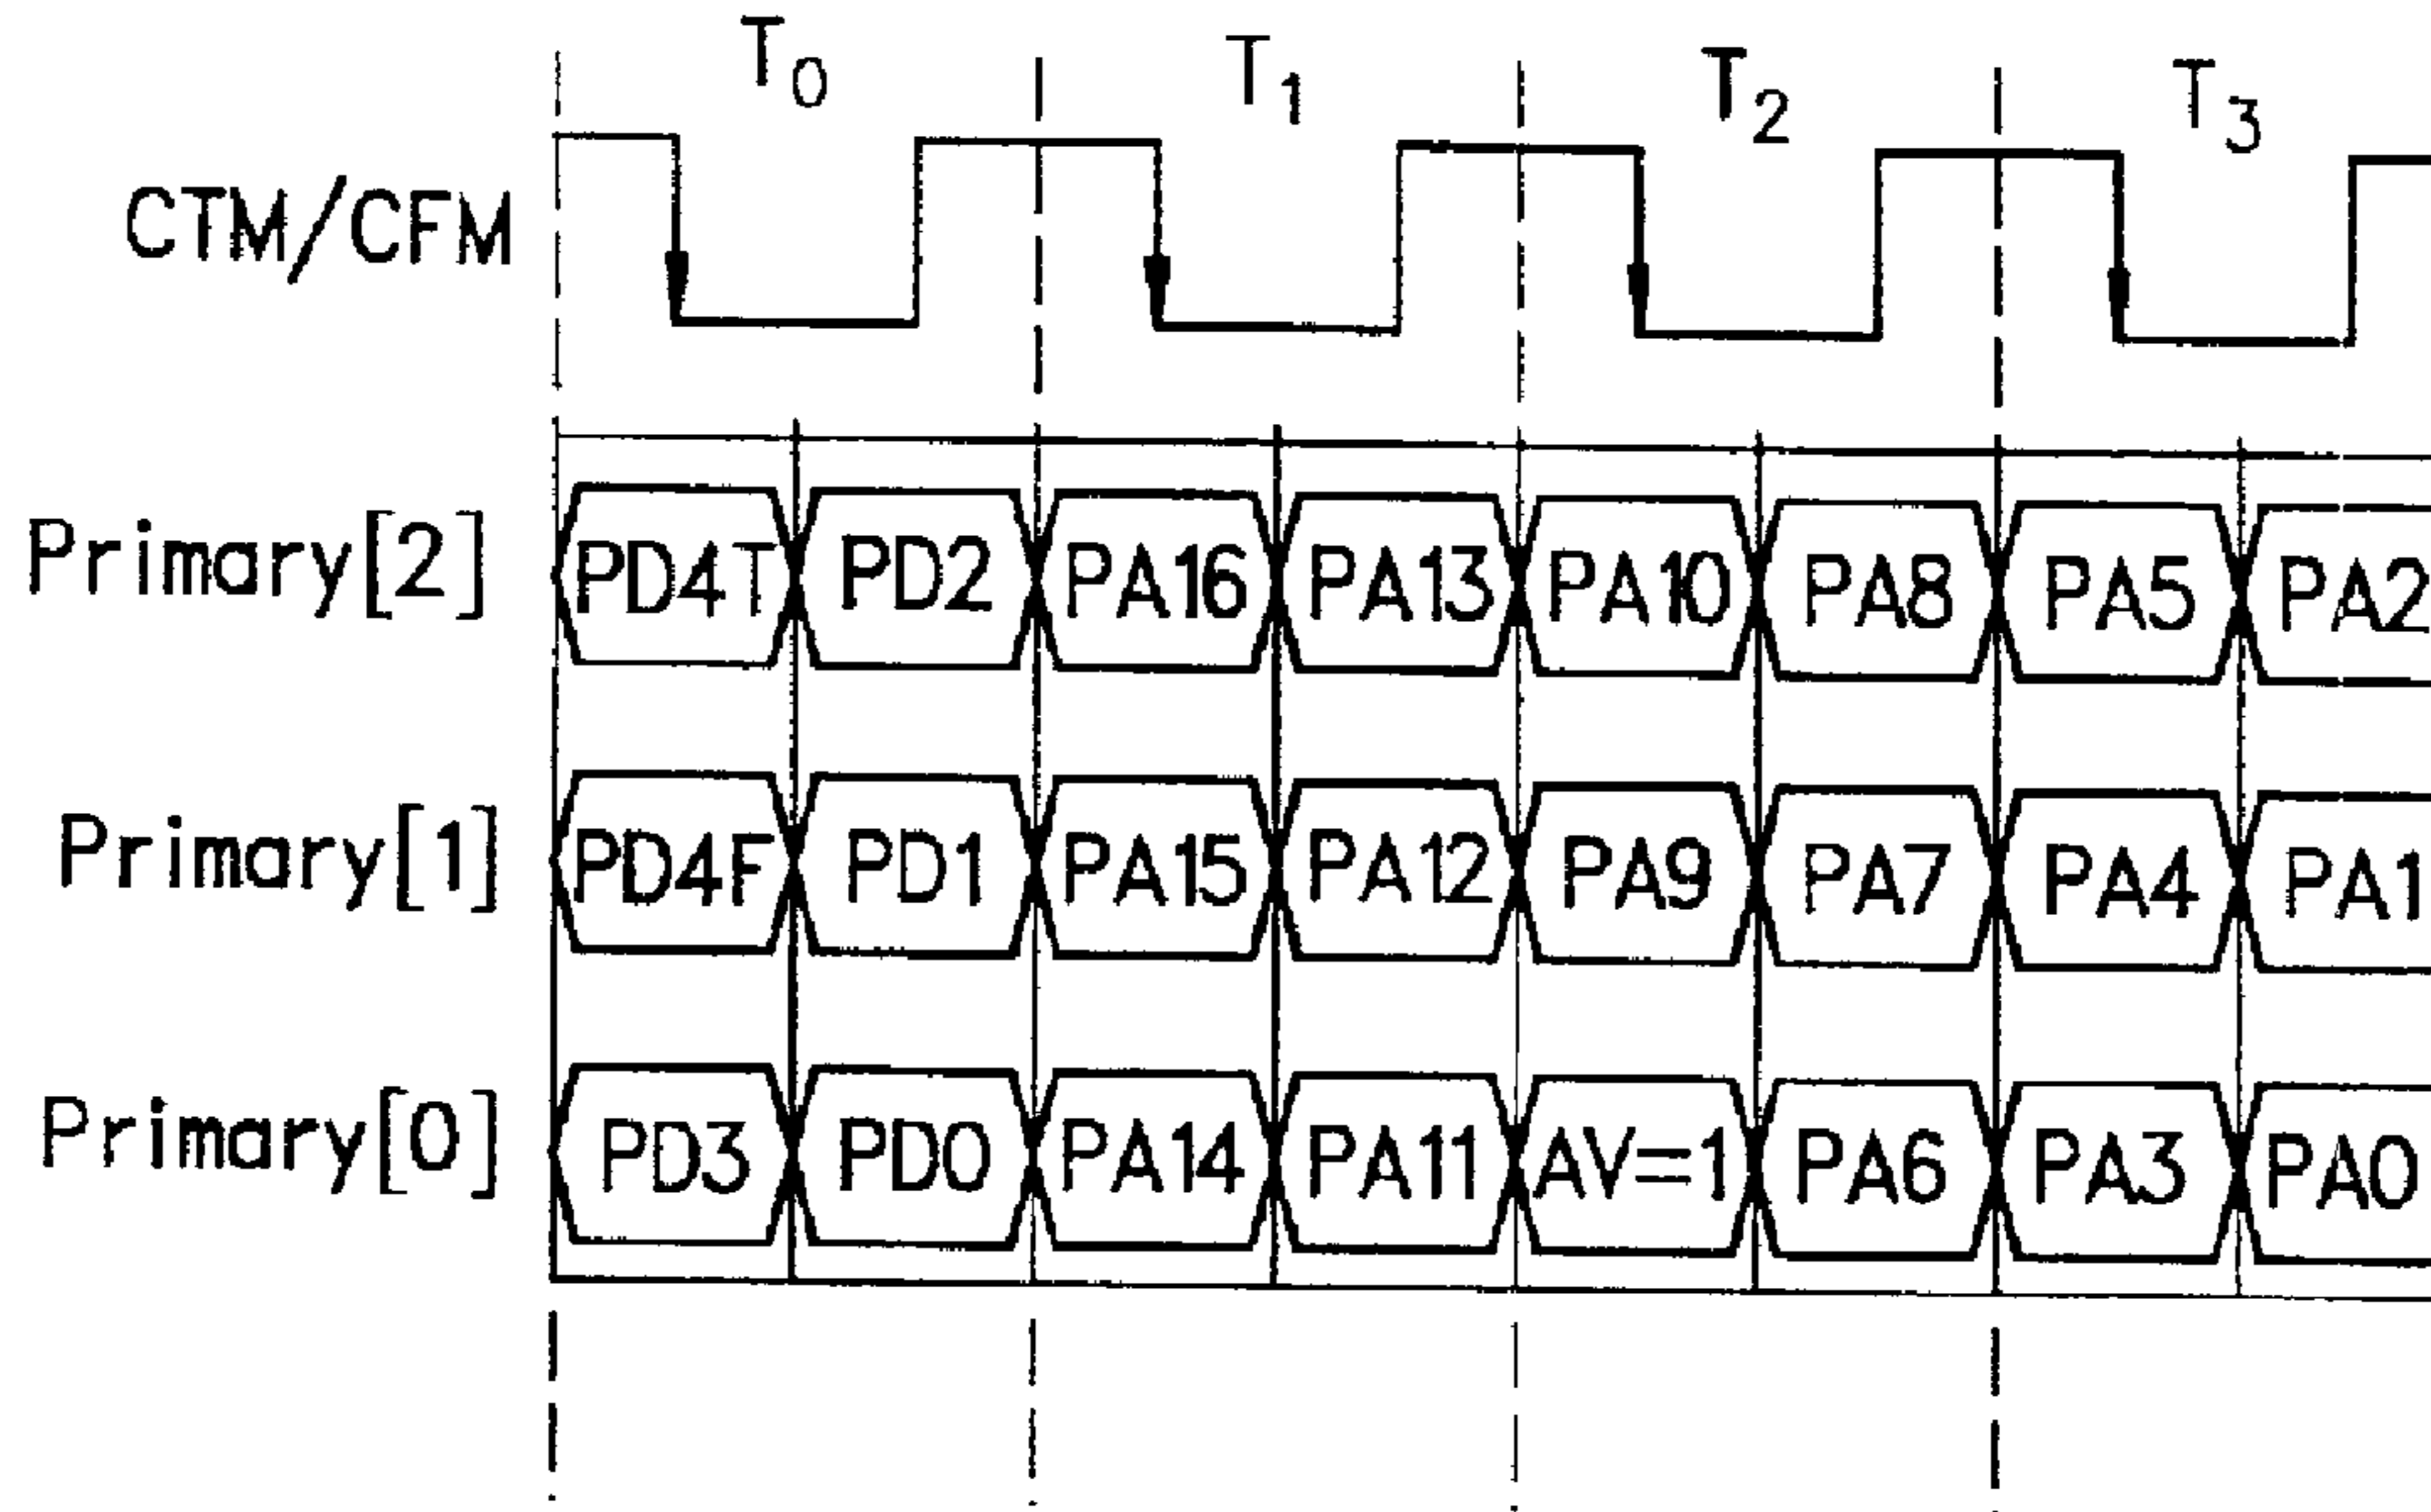 T0 T1 T2 T3
CTM/CFM
Primary[2] PD4T PD2 PA16 PA13 PA10 PA8 PA5 PA2
Primary[1] PD4F PD1 PA15 PA12 PA9 PA7 PA4 PA1
Primary[0] PD3 PD0 PA14 PA11 AV=1 PA6 PA3 PA0